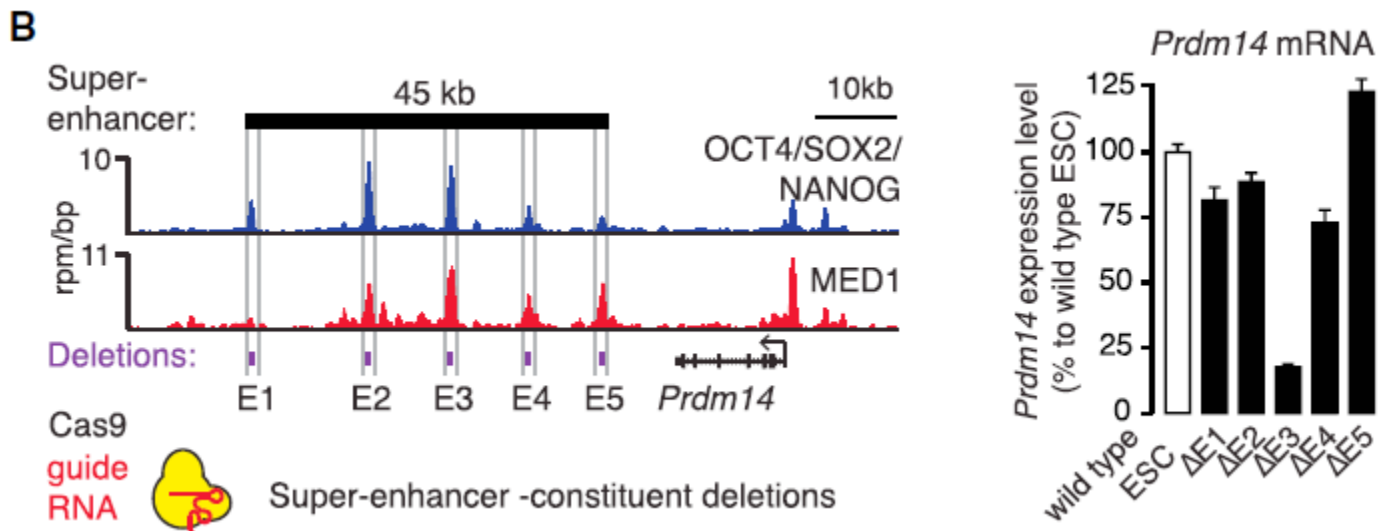 B
Super-
enhancer:
45 kb
10kb
OCT4/SOX2/
NANOG
10
rpm/bp
11
MED1
Deletions:
E1 E2 E3 E4 E5 Prdm14
Cas9
guide
RNA
Super-enhancer -constituent deletions
Prdm14 mRNA
Prdm14 expression level
(% to wild type ESC)
125
100
75
50
25
0
wild type
ESC
ΔE1
ΔE2
ΔE3
ΔE4
ΔE5